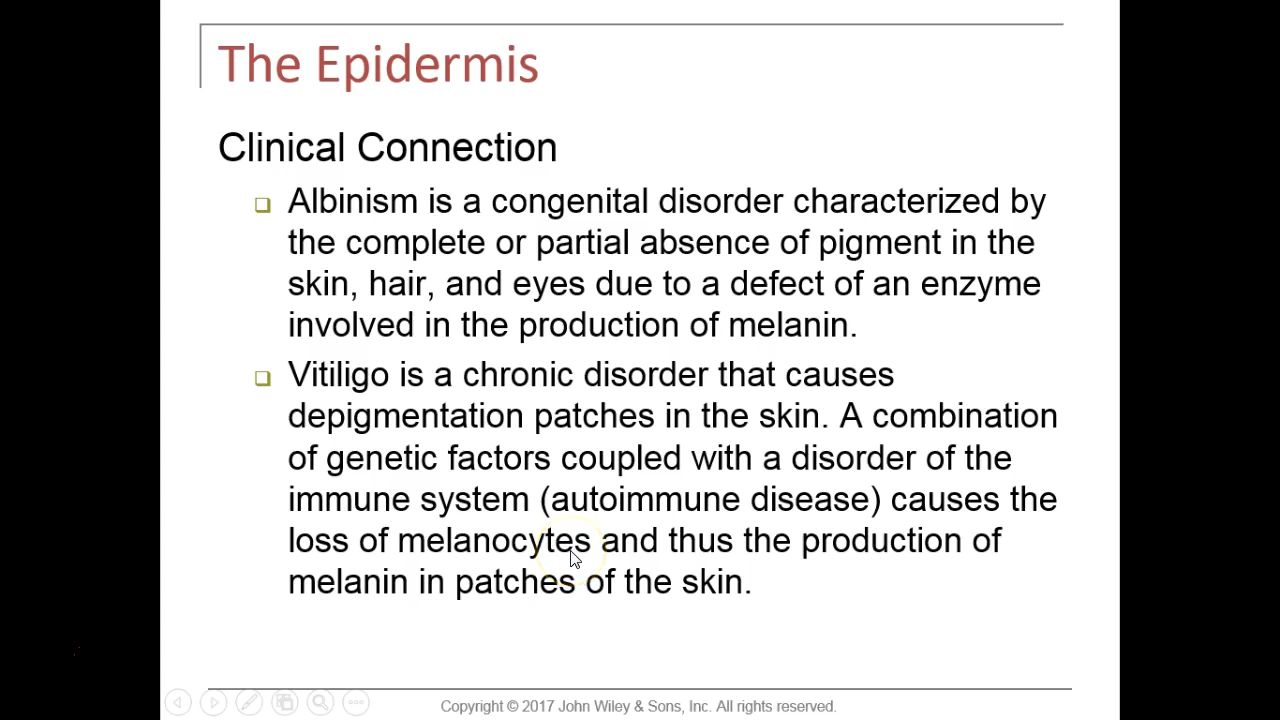 The Epidermis
Clinical Connection
Albinism is a congenital disorder characterized by
the complete or partial absence of pigment in the
skin, hair, and eyes due to a defect of an enzyme
involved in the production of melanin.
Vitiligo is a chronic disorder that causes
depigmentation patches in the skin. A combination
of genetic factors coupled with a disorder of the
immune system (autoimmune disease) causes the
loss of melanocytes and thus the production of
melanin in patches of the skin.
Copyright © 2017 John Wiley & Sons, Inc. All rights reserved.